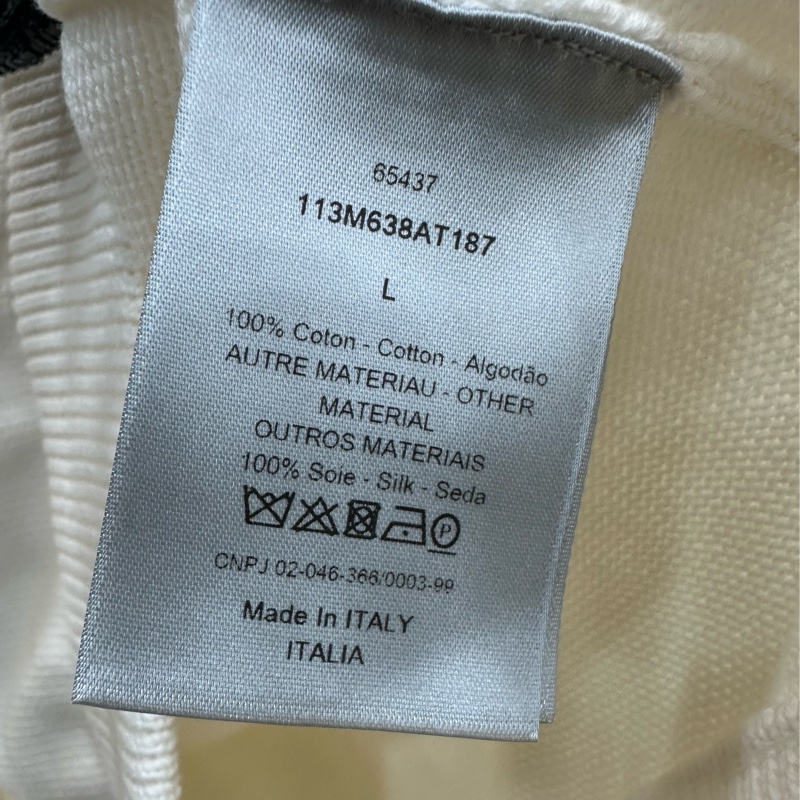 65437
113M638AT187
L
100% Coton - Cotton - Algodão
AUTRE MATERIAU - OTHER
MATERIAL
OUTROS MATERIAIS
100% Soie - Silk - Seda
P
CNPJ 02-046-366/0003-99
Made In ITALY
ITALIA